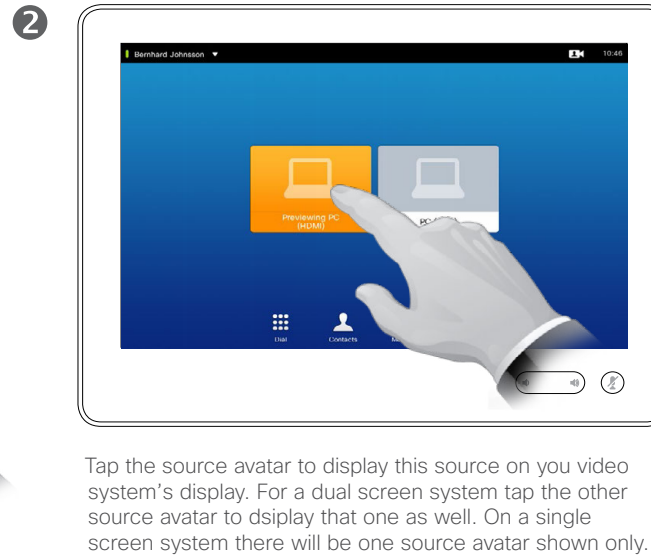 2
Bernhard Johnsson
10:46
Previewing PC
(HDMI)
Dial
Contacts
Tap the source avatar to display this source on you video
system's display. For a dual screen system tap the other
source avatar to dsiplay that one as well. On a single
screen system there will be one source avatar shown only.